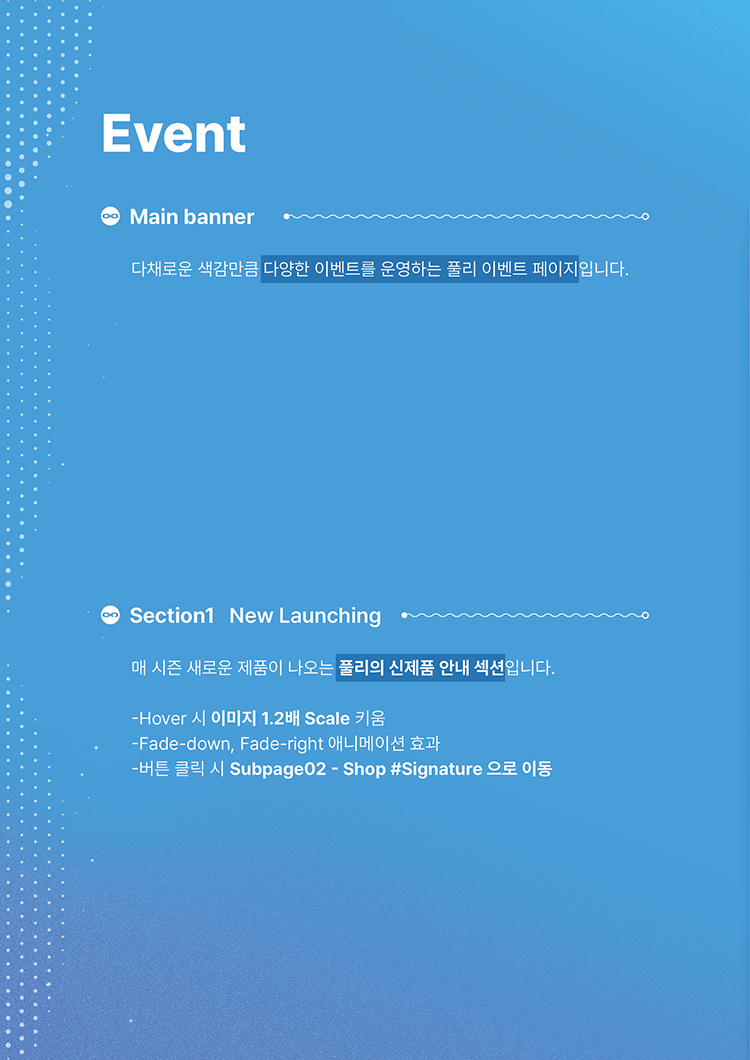 Event
Main banner
다채로운 색감만큼 다양한 이벤트를 운영하는 풀리 이벤트 페이지입니다.
Section1 New Launching
매 시즌 새로운 제품이 나오는 풀리의 신제품 안내 섹션입니다.
-Hover 시 이미지 1.2배 Scale 키움
-Fade-down, Fade-right 애니메이션 효과
-버튼 클릭 시 Subpage02 - Shop #Signature 으로 이동